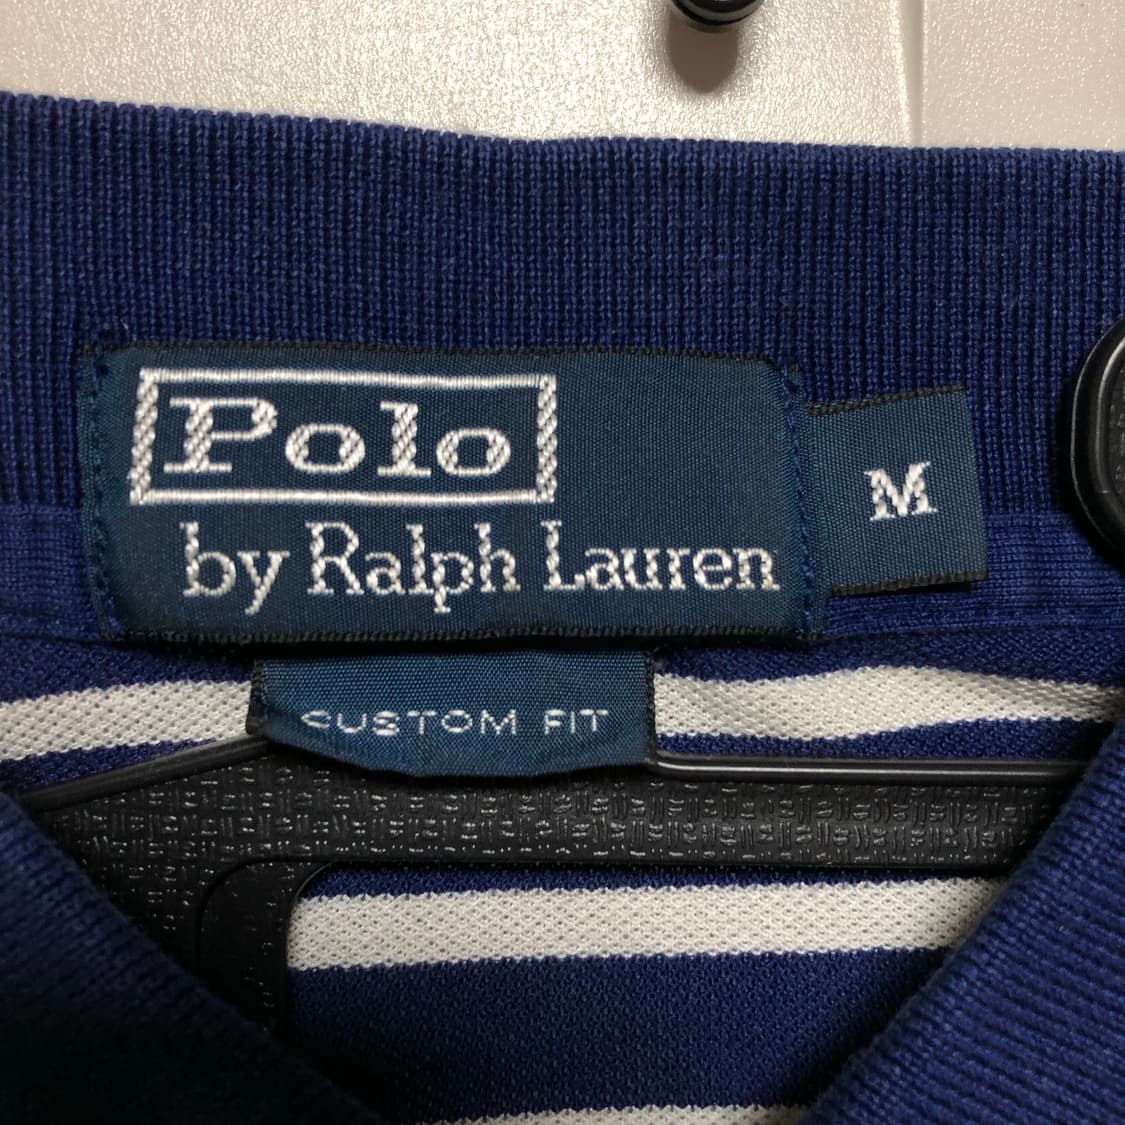 Polo
by Ralph Lauren
M
CUSTOM FIT